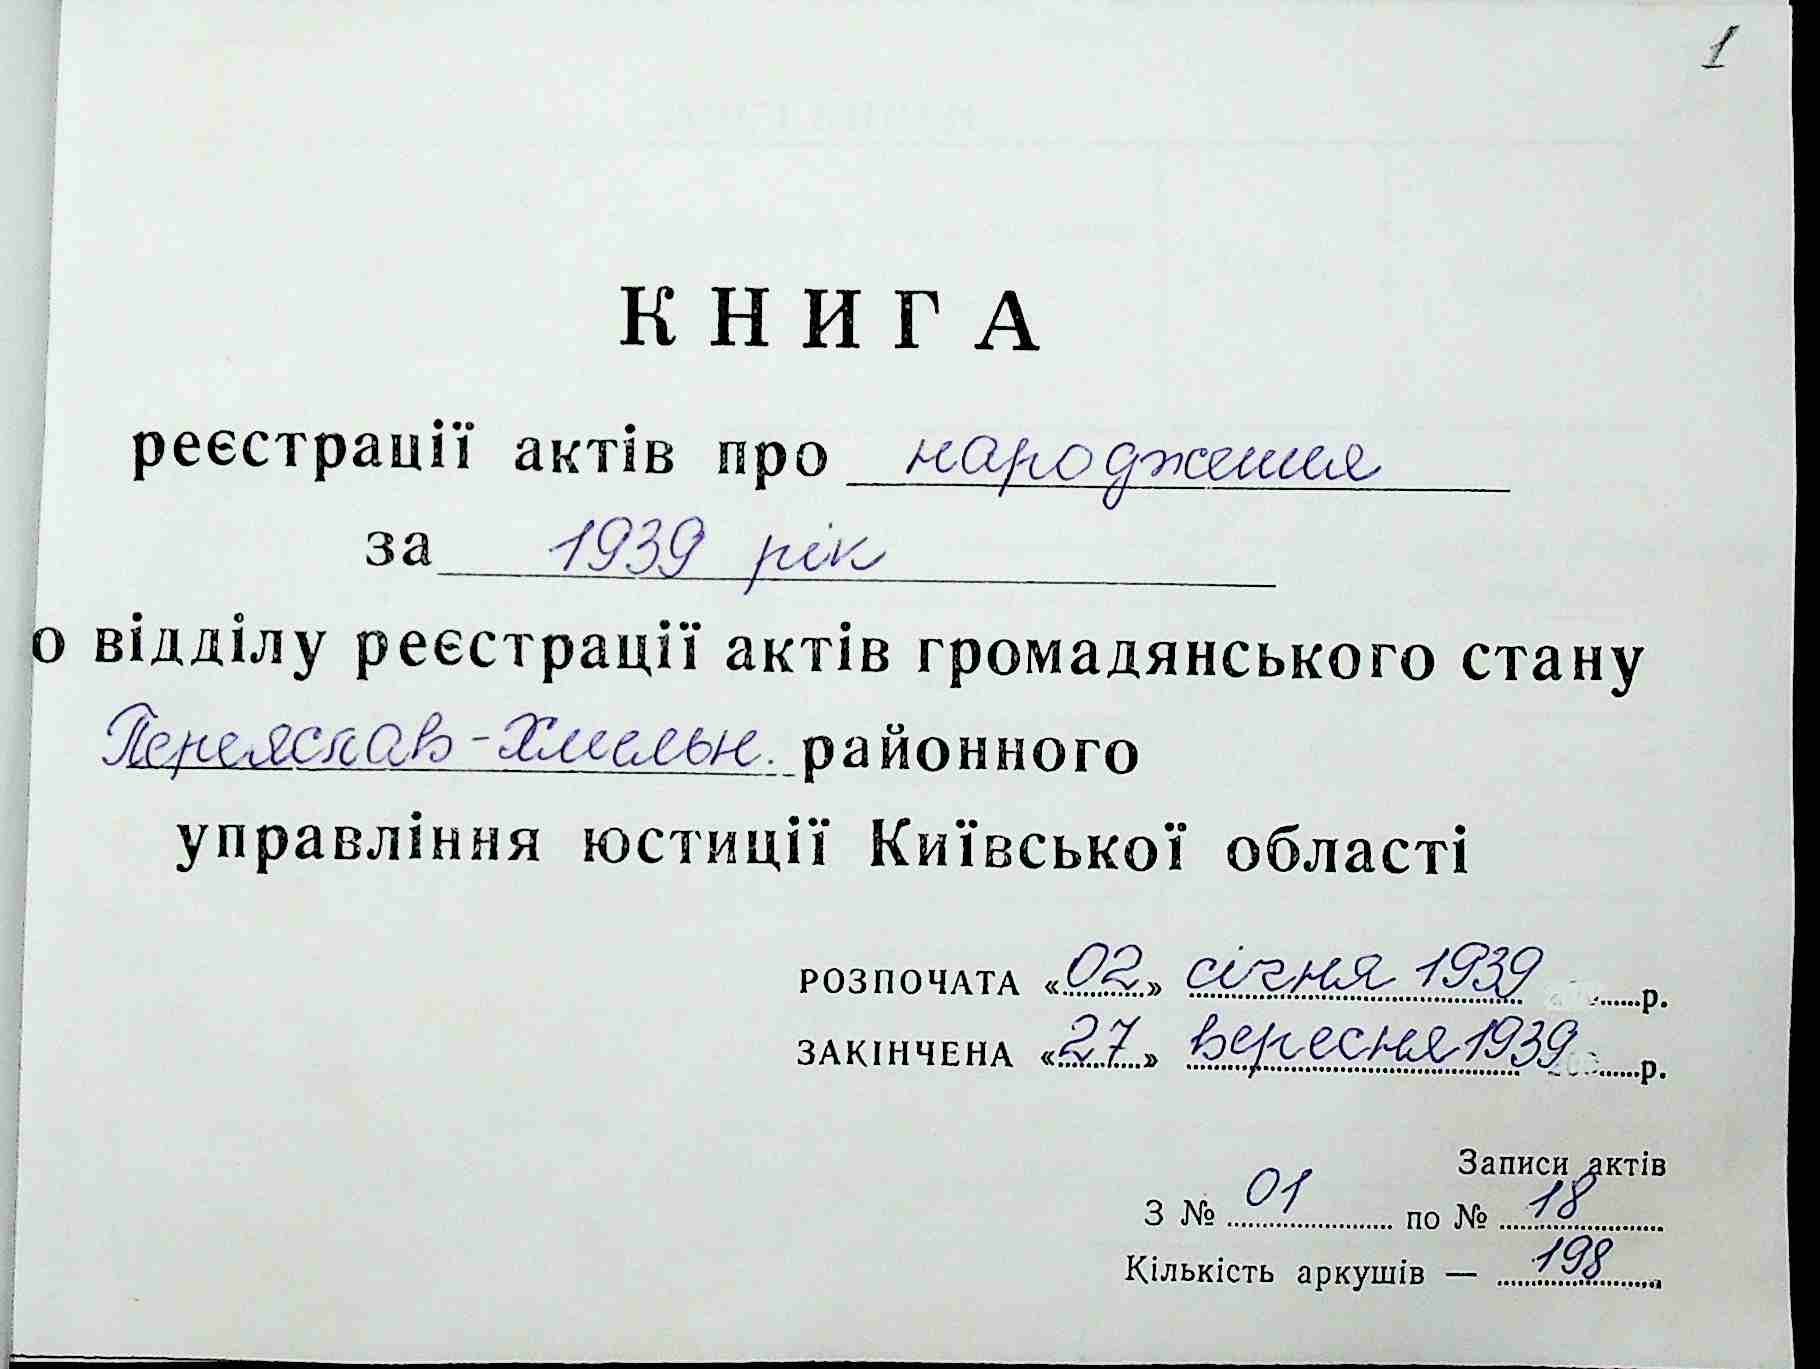 1
КНИГА
реєстрації актів про народження
за 1939 рік
о відділу реєстрації актів громадянського стану
Переяслав-Хмельн. районного
управління юстиції Київської області
РОЗПОЧАТА «02» січня 1939 р.
ЗАКІНЧЕНА «27» вересня 1939 р.
Записи актів
З № 01 по № 18
Кількість аркушів — 198